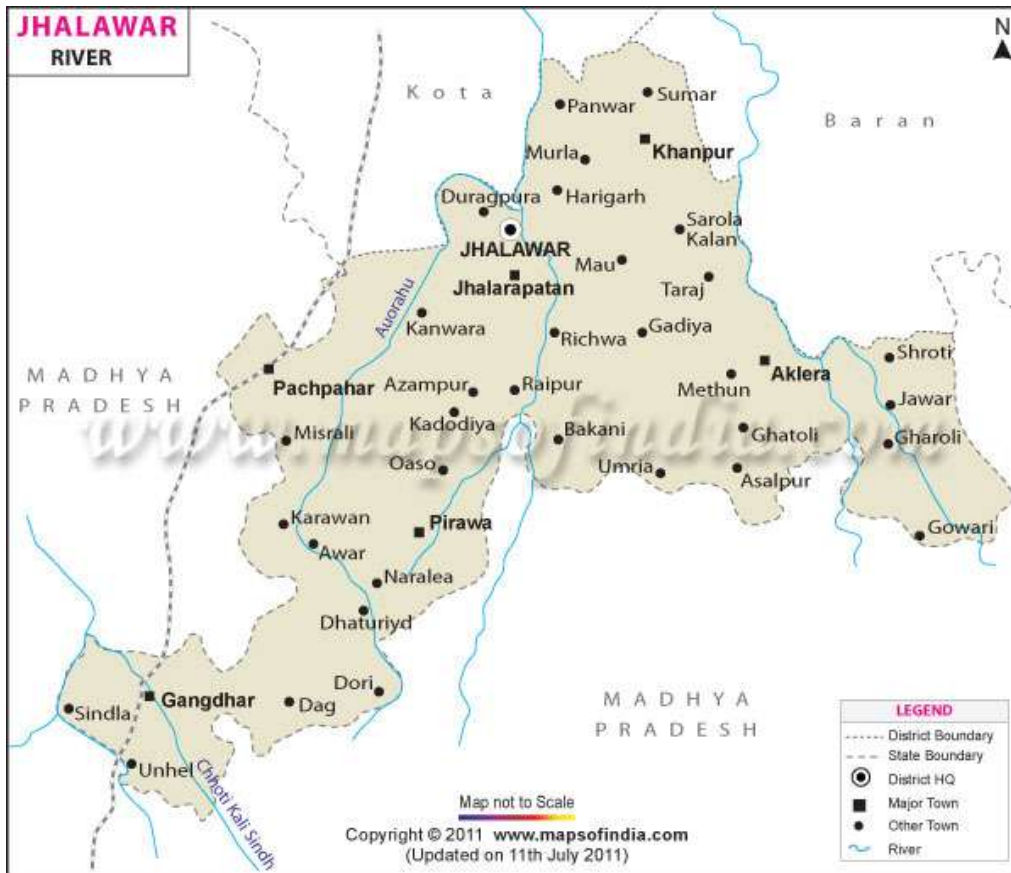 JHALAWAR
RIVER
N
Kota
Baran
Sumar
Panwar
Khanpur
Murla
Harigarh
Duragpura
Sarola
Kalan
JHALAWAR
Mau
Jhalarapatan
Taraj
Auorahu
Kanwara
Richwa
Gadiya
Shroti
MADHYA
PRADESH
Pachpahar
Aklera
Azampur
Raipur
Methun
Jawar
Kadodiya
www.mapsofindia.com
Misrali
Bakani
Ghatoli
Gharoli
Oaso
Umria
Asalpur
Karawan
Pirawa
Gowari
Awar
Naralea
Dhaturiyd
Dori
Gangdhar
Dag
Sindla
MADHYA
PRADESH
Unhel
Chhoti Kali Sindh
LEGEND
District Boundary
State Boundary
District HQ
Major Town
Other Town
River
Map not to Scale
Copyright © 2011 www.mapsofindia.com
(Updated on 11th July 2011)